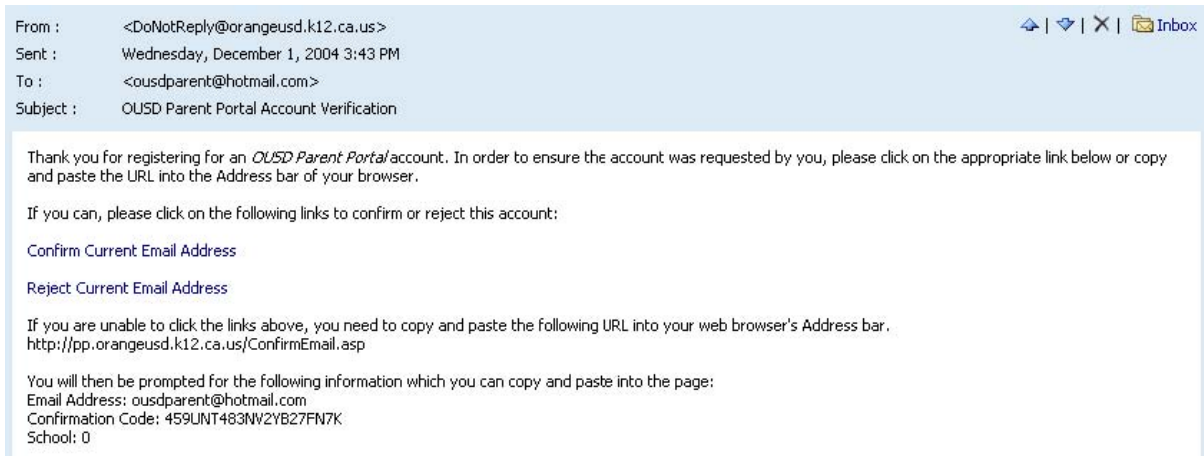 From : <DoNotReply@orangeusd.k12.ca.us> | | X | Inbox
Sent : Wednesday, December 1, 2004 3:43 PM
To : <ousdparent@hotmail.com>
Subject : OUSD Parent Portal Account Verification
Thank you for registering for an OUSD Parent Portal account. In order to ensure the account was requested by you, please click on the appropriate link below or copy
and paste the URL into the Address bar of your browser.
If you can, please click on the following links to confirm or reject this account:
Confirm Current Email Address
Reject Current Email Address
If you are unable to click the links above, you need to copy and paste the following URL into your web browser's Address bar.
http://pp.orangeusd.k12.ca.us/ConfirmEmail.asp
You will then be prompted for the following information which you can copy and paste into the page:
Email Address: ousdparent@hotmail.com
Confirmation Code: 459UNT483NV2YB27FN7K
School: 0